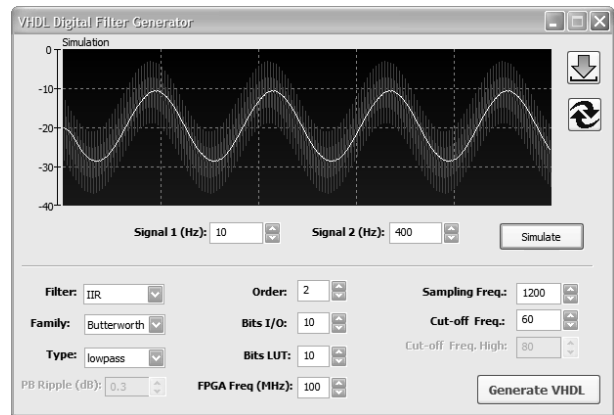 VHDL Digital Filter Generator
Simulation
0
-10
-20
-30
-40
Signal 1 (Hz): 10 Signal 2 (Hz): 400 Simulate
Filter: IIR Order: 2 Sampling Freq.: 1200
Family: Butterworth Bits I/O: 10 Cut-off Freq.: 60
Type: lowpass Bits LUT: 10 Cut-off Freq. High: 80
PB Ripple (dB): 0.3 FPGA Freq (MHz): 100 Generate VHDL